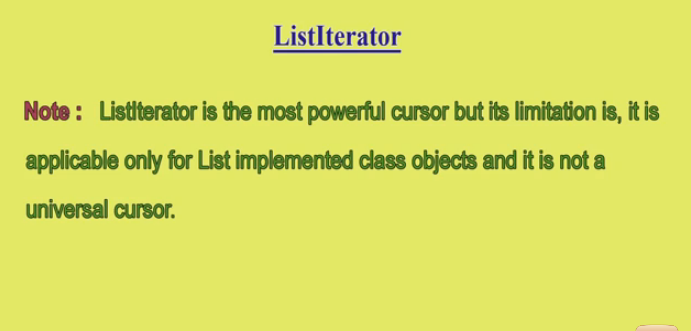 ListIterator
Note : ListIterator is the most powerful cursor but its limitation is, it is
applicable only for List implemented class objects and it is not a
universal cursor.